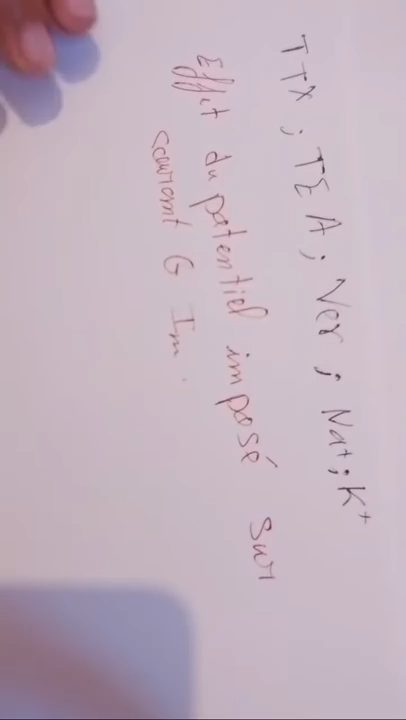 TTX ; TEA ; Ver ; Na+ ; K+
Effet du potentiel imposé sur
courant G Im.